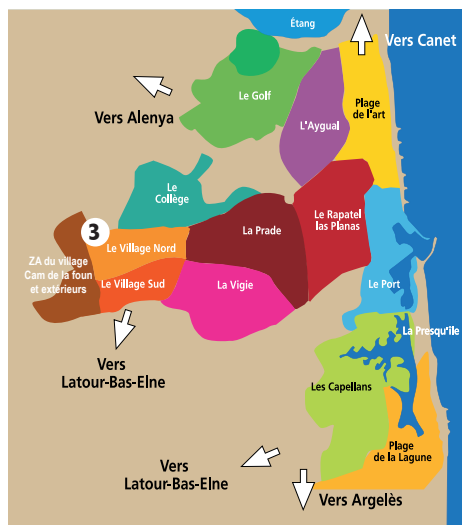 Étang
Vers Canet
Le Golf
Plage
de l'art
Vers Alenya
L'Aygual
Le
Collège
Le Rapatel
las Planas
La Prade
3
Le Village Nord
ZA du village
Cam de la foun
et extérieurs
Le Village Sud
La Vigie
Le Port
La Presqu'île
Vers
Latour-Bas-Elne
Les Capellans
Plage
de la Lagune
Vers
Latour-Bas-Elne
Vers Argelès